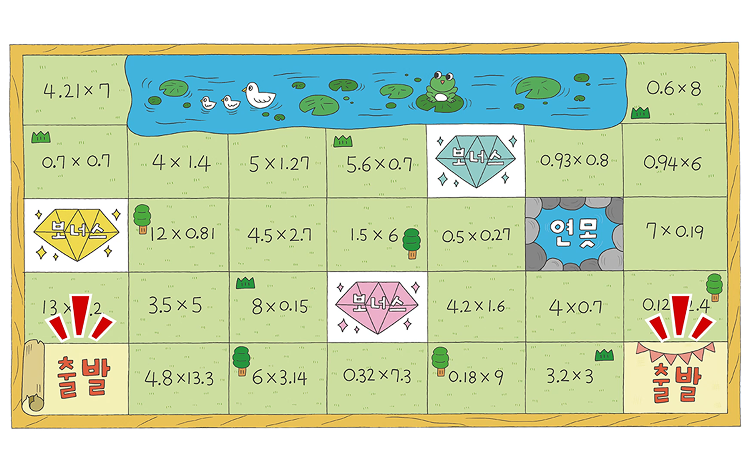 4.21×7 0.6×8
0.7×0.7 4×1.4 5×1.27 5.6×0.7 보너스 0.93×0.8 0.94×6
보너스 12×0.81 4.5×2.7 1.5×6 0.5×0.27 연못 7×0.19
3.5×5 8×0.15 보너스 4.2×1.6 4×0.7
출발 4.8×13.3 6×3.14 0.32×7.3 0.18×9 3.2×3 출발